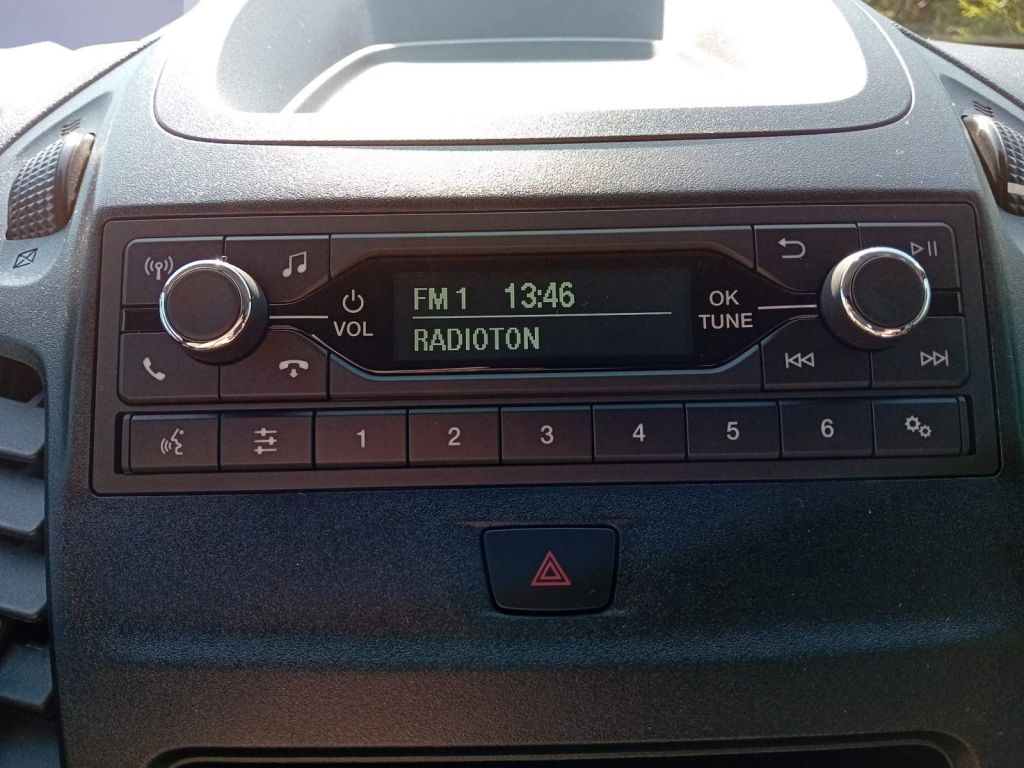 FM 1 13:46
RADIOTON
VOL
OK
TUNE
1 2 3 4 5 6